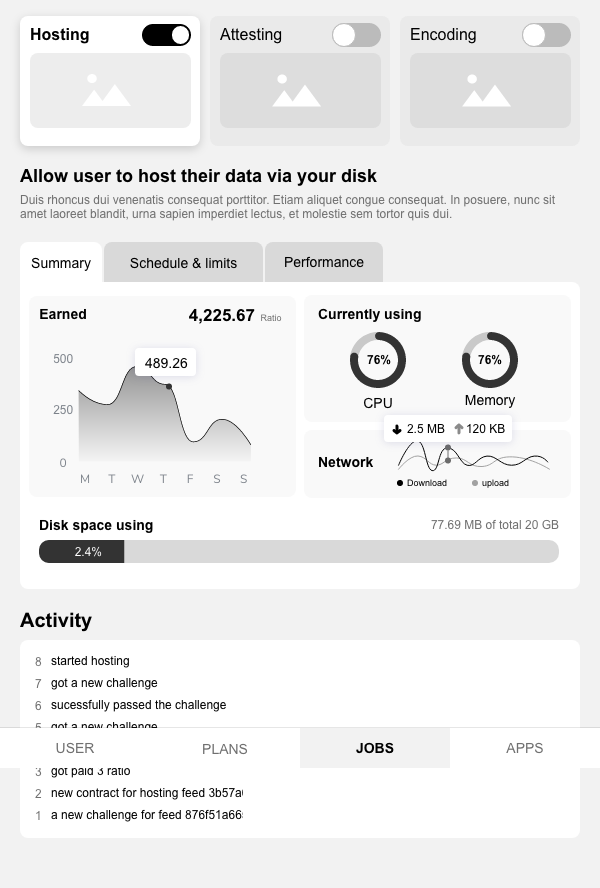 Hosting
Attesting
Encoding
Allow user to host their data via your disk
Duis rhoncus dui venenatis consequat porttitor. Etiam aliquet congue consequat. In posuere, nunc sit
amet laoreet blandit, urna sapien imperdiet lectus, et molestie sem tortor quis dui.
Summary
Schedule & limits
Performance
Earned
4,225.67 Ratio
489.26
500
250
0
M T W T F S S
Currently using
76%
76%
CPU
Memory
2.5 MB 120 KB
Network
Download upload
Disk space using
77.69 MB of total 20 GB
2.4%
Activity
8 started hosting
7 got a new challenge
6 sucessfully passed the challenge
5 got a new challenge
USER
PLANS
JOBS
APPS
3 got paid 3 ratio
2 new contract for hosting feed 3b57a
1 a new challenge for feed 876f51a66